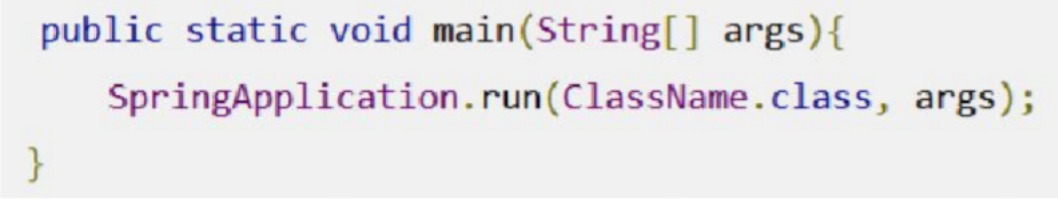 public static void main(String[] args){
SpringApplication.run(ClassName.class, args);
}